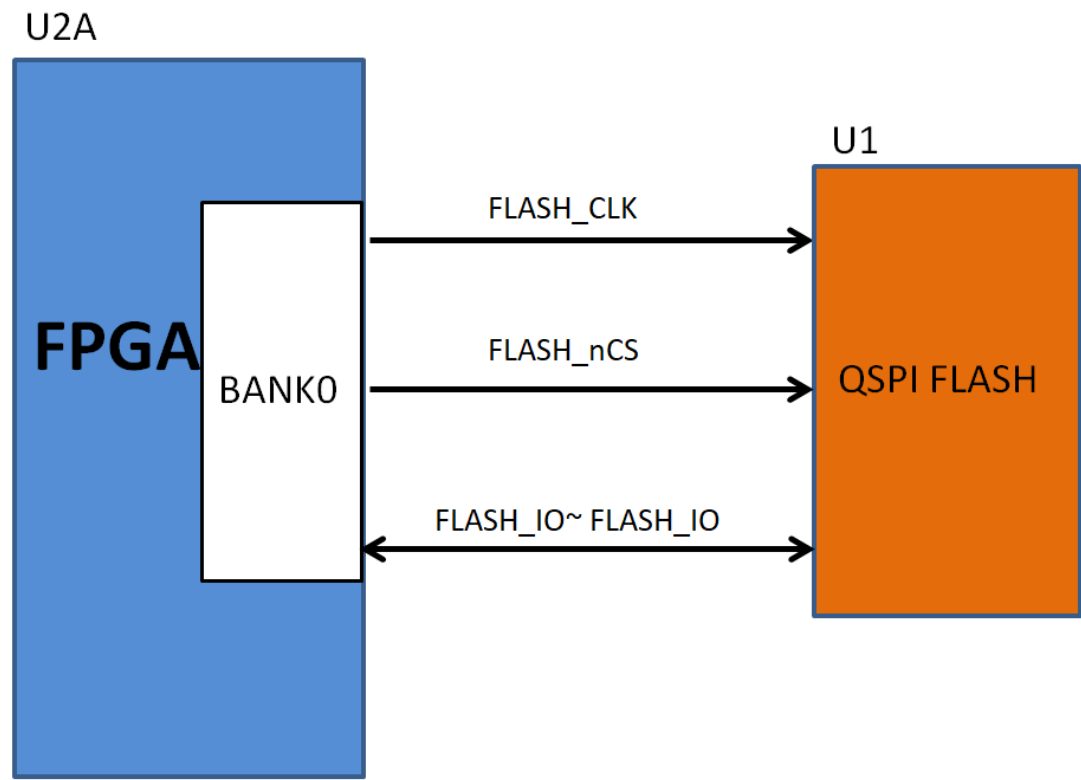 U2A
U1
FLASH_CLK
FPGA
FLASH_nCS
BANK0
QSPI FLASH
FLASH_IO~ FLASH_IO